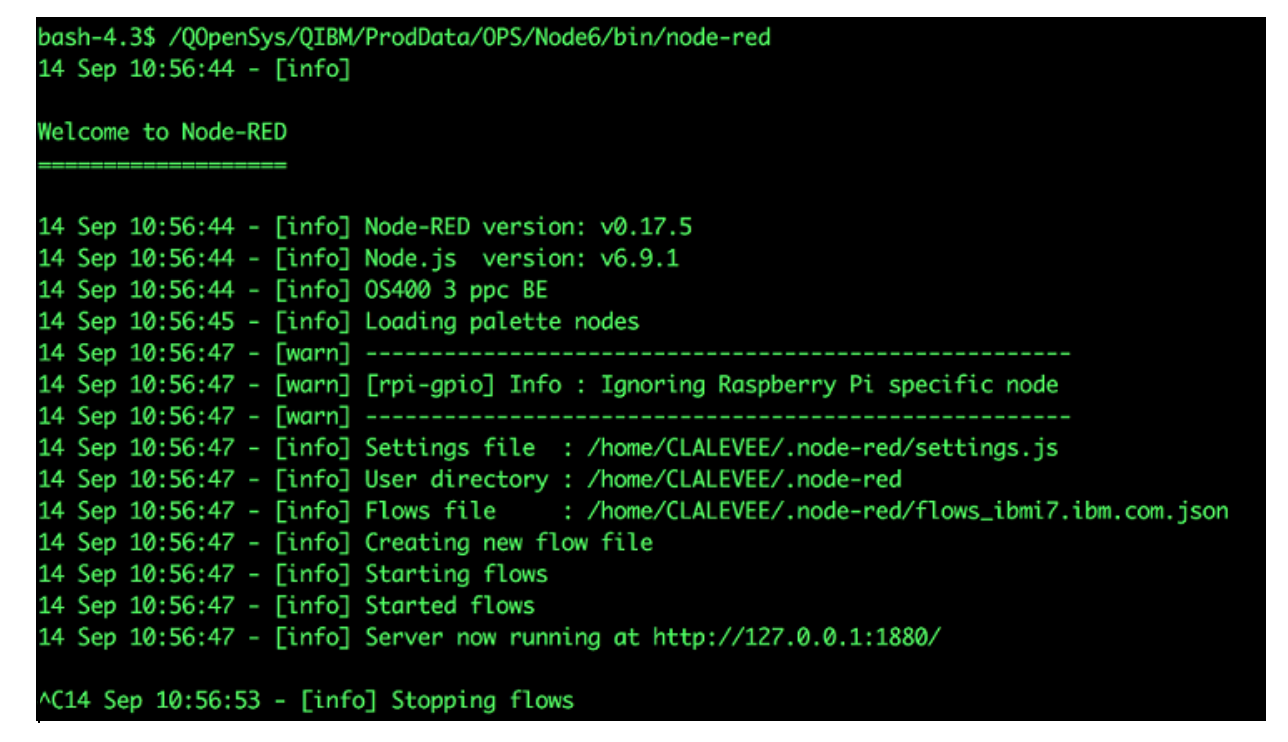 bash-4.3$ /QOpenSys/QIBM/ProdData/OPS/Node6/bin/node-red
14 Sep 10:56:44 - [info]
Welcome to Node-RED
===================
14 Sep 10:56:44 - [info] Node-RED version: v0.17.5
14 Sep 10:56:44 - [info] Node.js  version: v6.9.1
14 Sep 10:56:44 - [info] OS400 3 ppc BE
14 Sep 10:56:45 - [info] Loading palette nodes
14 Sep 10:56:47 - [warn] ------------------------------------------------------
14 Sep 10:56:47 - [warn] [rpi-gpio] Info : Ignoring Raspberry Pi specific node
14 Sep 10:56:47 - [warn] ------------------------------------------------------
14 Sep 10:56:47 - [info] Settings file  : /home/CLALEVEE/.node-red/settings.js
14 Sep 10:56:47 - [info] User directory : /home/CLALEVEE/.node-red
14 Sep 10:56:47 - [info] Flows file     : /home/CLALEVEE/.node-red/flows_ibmi7.ibm.com.json
14 Sep 10:56:47 - [info] Creating new flow file
14 Sep 10:56:47 - [info] Starting flows
14 Sep 10:56:47 - [info] Started flows
14 Sep 10:56:47 - [info] Server now running at http://127.0.0.1:1880/
^C14 Sep 10:56:53 - [info] Stopping flows